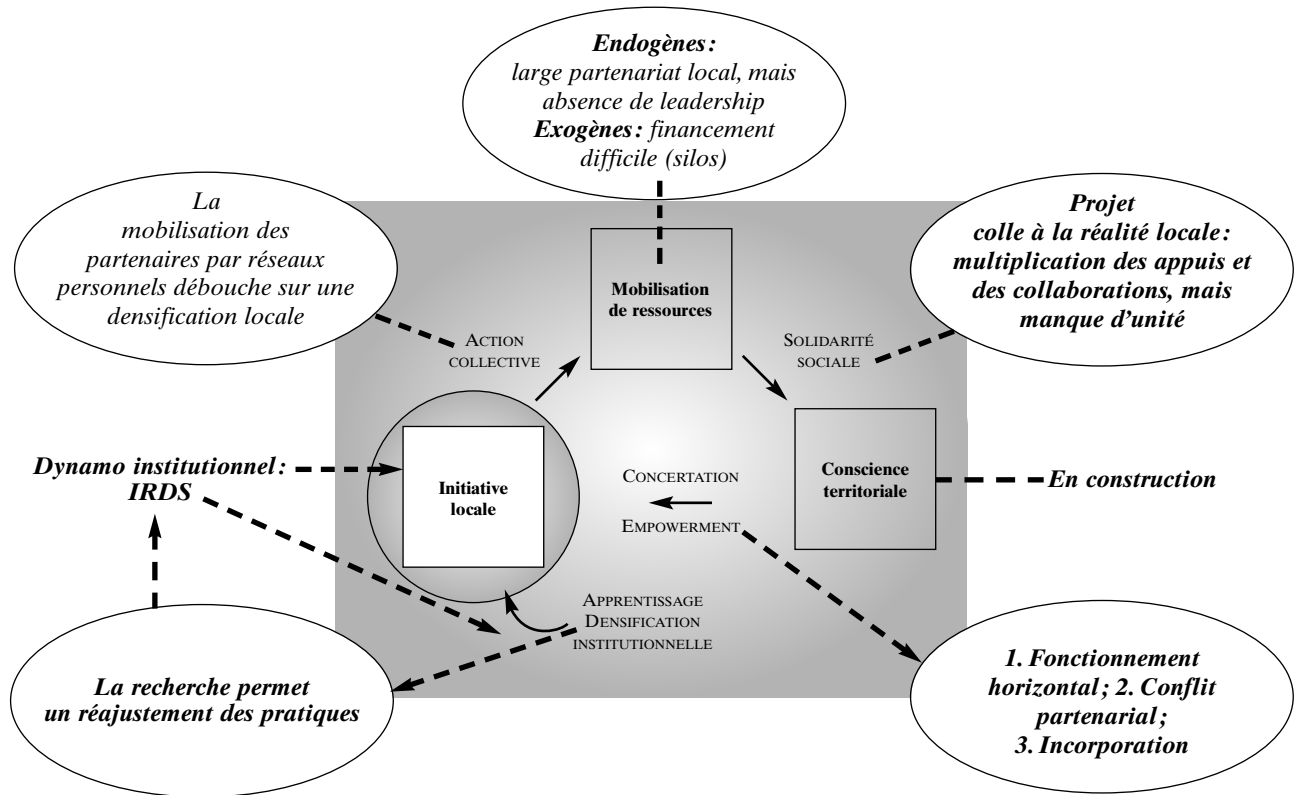 Endogènes :
large partenariat local, mais
absence de leadership
Exogènes : financement
difficile (silos)
La
mobilisation des
partenaires par réseaux
personnels débouche sur une
densification locale
Projet
colle à la réalité locale :
multiplication des appuis et
des collaborations, mais
manque d'unité
Mobilisation
de ressources
ACTION
COLLECTIVE
SOLIDARITÉ
SOCIALE
Dynamo institutionnel :
IRDS
Initiative
locale
CONCERTATION
EMPOWERMENT
Conscience
territoriale
En construction
APPRENTISSAGE
DENSIFICATION
INSTITUTIONNELLE
La recherche permet
un réajustement des pratiques
1. Fonctionnement
horizontal ; 2. Conflit
partenarial ;
3. Incorporation